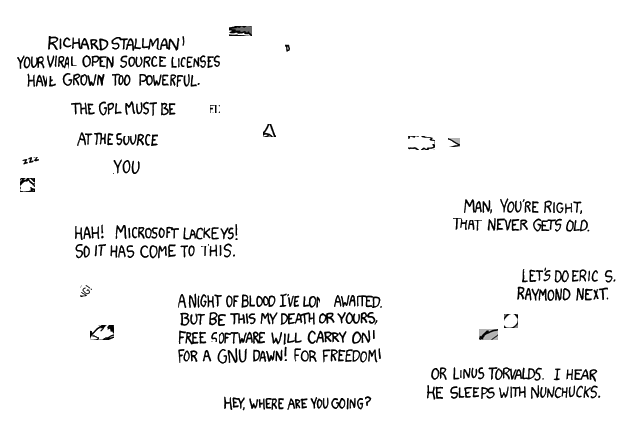 RICHARD STALLMAN!
YOUR VIRAL OPEN SOURCE LICENSES
HAVE GROWN TOO POWERFUL.
THE GPL MUST BE
AT THE SOURCE
YOU
zzz
HAH! MICROSOFT LACKEYS!
SO IT HAS COME TO THIS.
A NIGHT OF BLOOD I'VE AWAITED.
BUT BE THIS MY DEATH OR YOURS,
FREE SOFTWARE WILL CARRY ON!
FOR A GNU DAWN! FOR FREEDOM!
HEY, WHERE ARE YOU GOING?
MAN, YOU'RE RIGHT,
THAT NEVER GETS OLD.
LET'S DO ERIC S.
RAYMOND NEXT.
OR LINUS TORVALDS. I HEAR
HE SLEEPS WITH NUNCHUCKS.